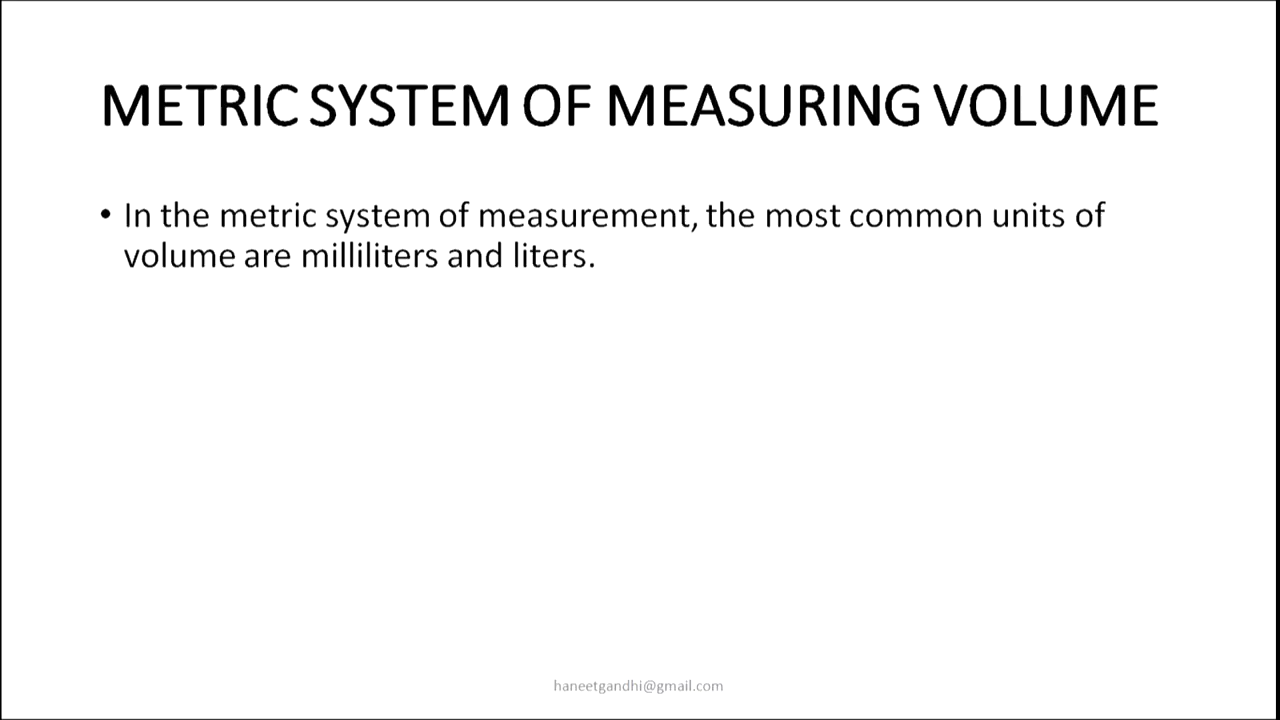 METRIC SYSTEM OF MEASURING VOLUME
• In the metric system of measurement, the most common units of
volume are milliliters and liters.
haneetgandhi@gmail.com